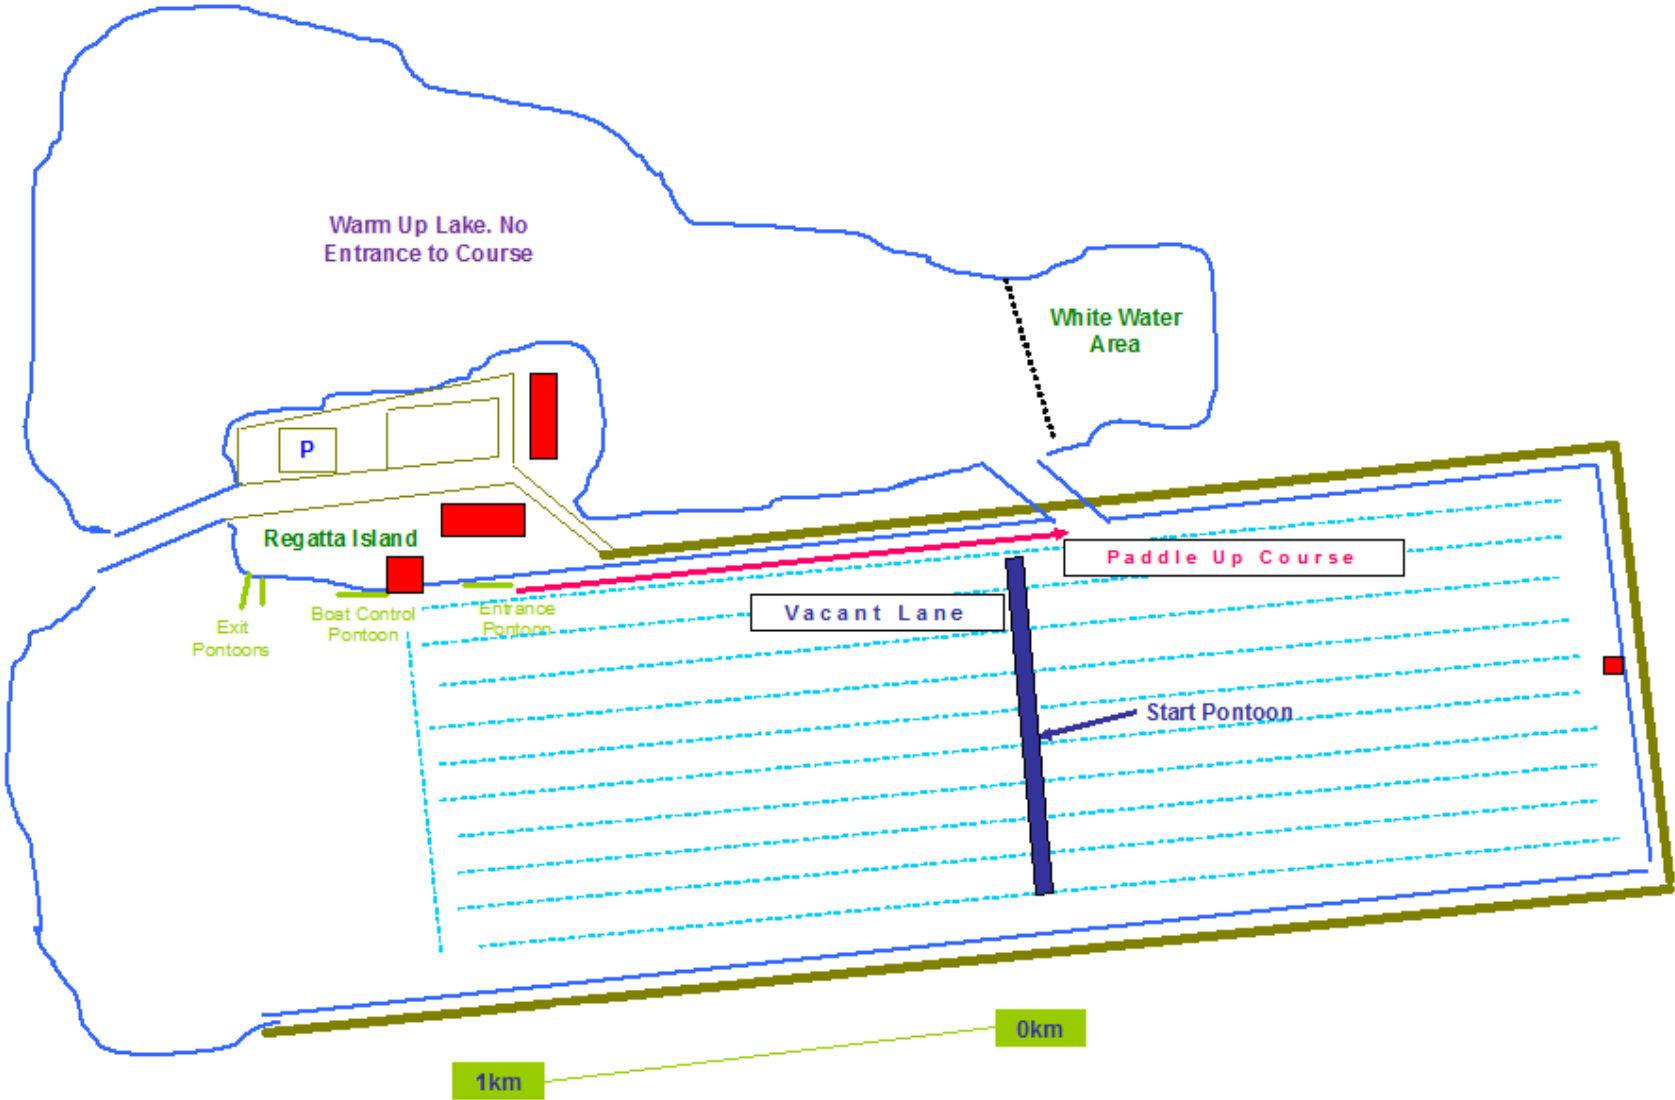 Warm Up Lake. No
Entrance to Course
White Water
Area
P
Regatta Island
Paddle Up Course
Vacant Lane
Entrance
Pontoon
Boat Control
Pontoon
Exit
Pontoons
Start Pontoon
0km
1km